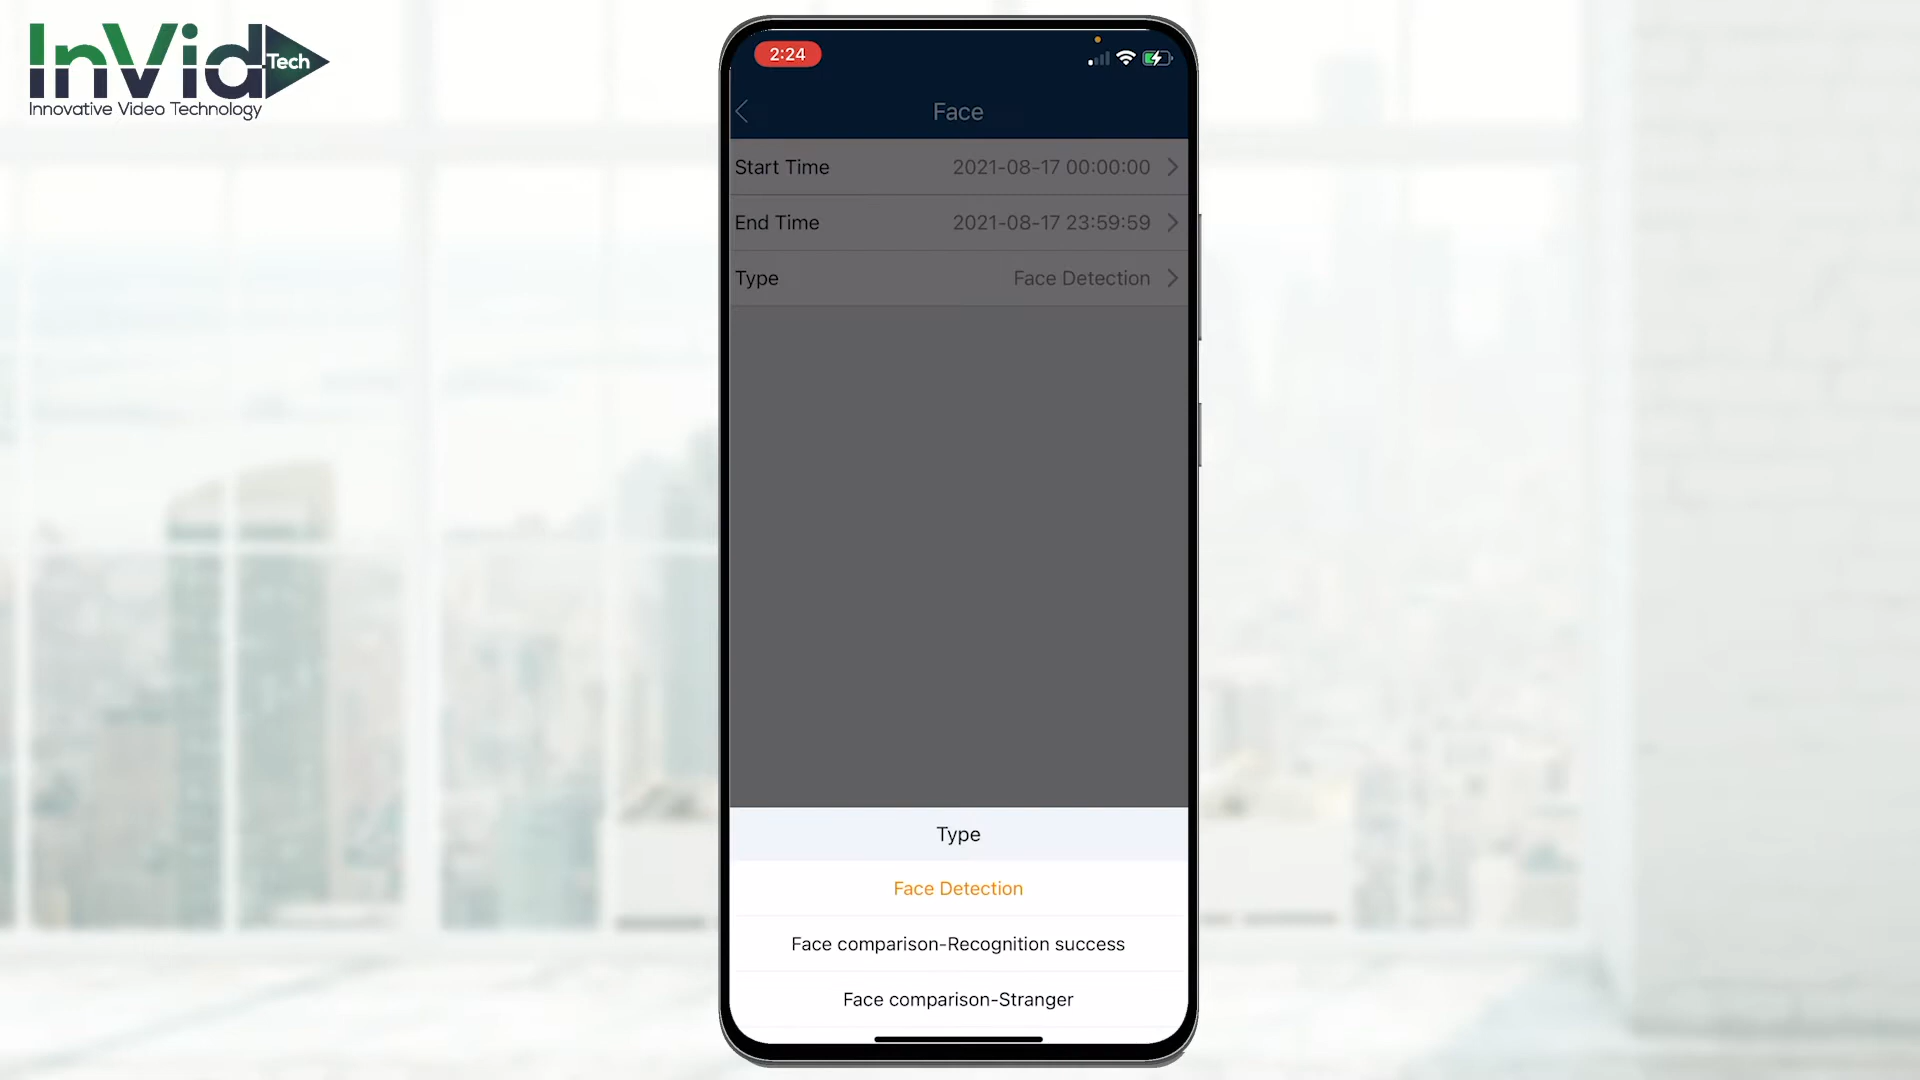 InVid Tech
Innovative Video Technology
2:24
Face
Start Time 2021-08-17 00:00:00
End Time 2021-08-17 23:59:59
Type Face Detection
Type
Face Detection
Face comparison-Recognition success
Face comparison-Stranger